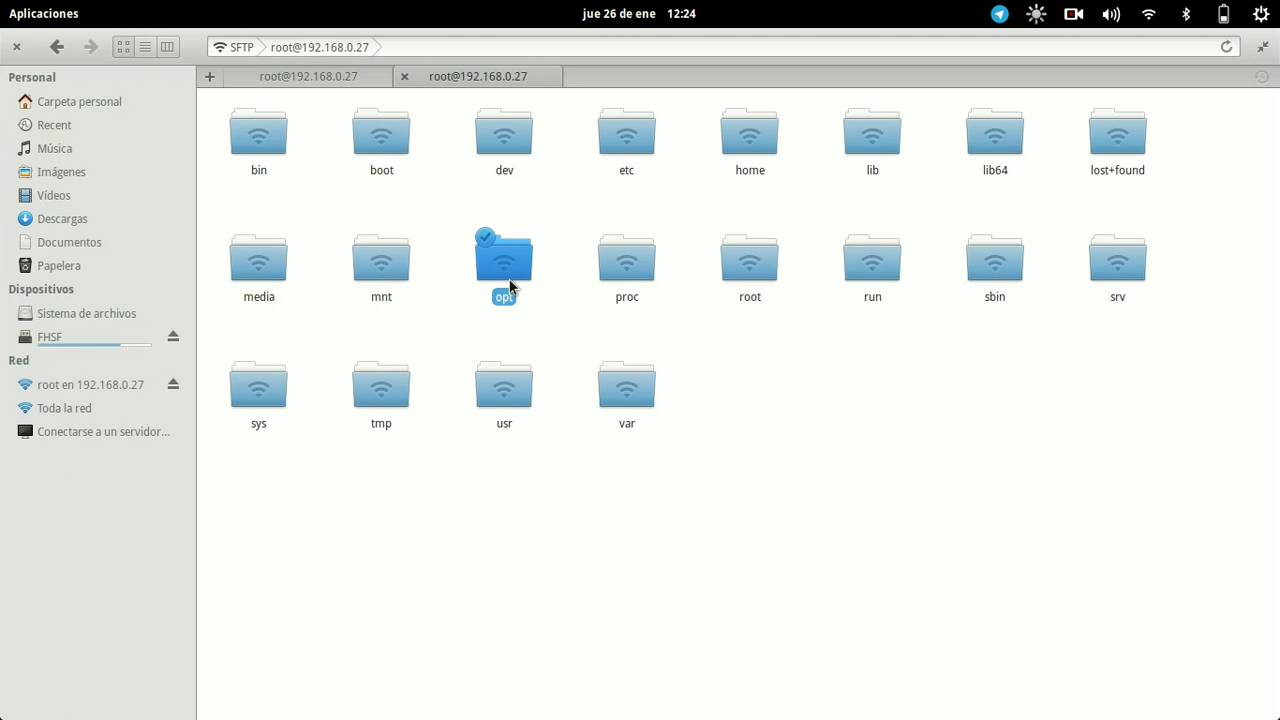 Aplicaciones
jue 26 de ene 12:24
SFTP root@192.168.0.27
root@192.168.0.27
root@192.168.0.27
Personal
Carpeta personal
Recent
Música
Imágenes
Vídeos
Descargas
Documentos
Papelera
Dispositivos
Sistema de archivos
FHSF
Red
root en 192.168.0.27
Toda la red
Conectarse a un servidor...
bin boot dev etc home lib lib64 lost+found
media mnt opt proc root run sbin srv
sys tmp usr var